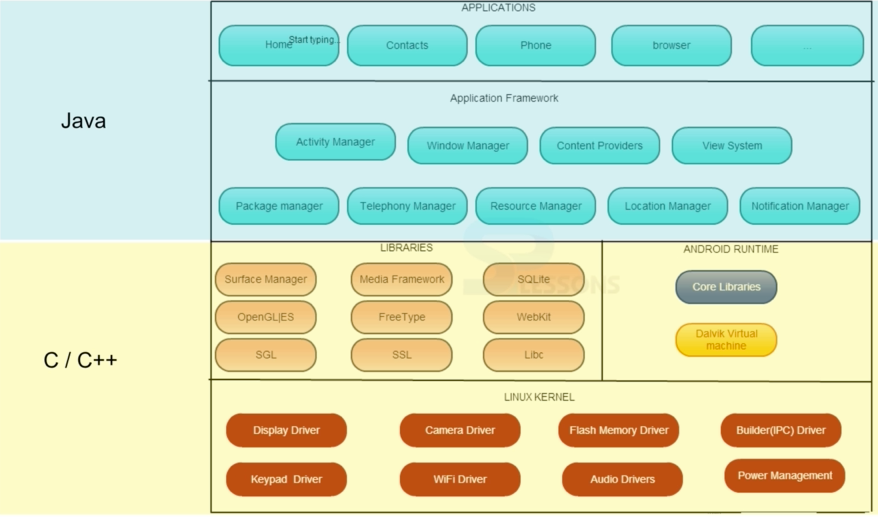 APPLICATIONS
Home Start typing...
Contacts
Phone
browser
...
Java
Application Framework
Activity Manager
Window Manager
Content Providers
View System
Package manager
Telephony Manager
Resource Manager
Location Manager
Notification Manager
LIBRARIES
ANDROID RUNTIME
Surface Manager
Media Framework
SQLite
LESSONS
Core Libraries
OpenGL|ES
FreeType
WebKit
Dalvik Virtual
machine
C / C++
SGL
SSL
Libc
LINUX KERNEL
Display Driver
Camera Driver
Flash Memory Driver
Builder(IPC) Driver
Keypad Driver
WiFi Driver
Audio Drivers
Power Management